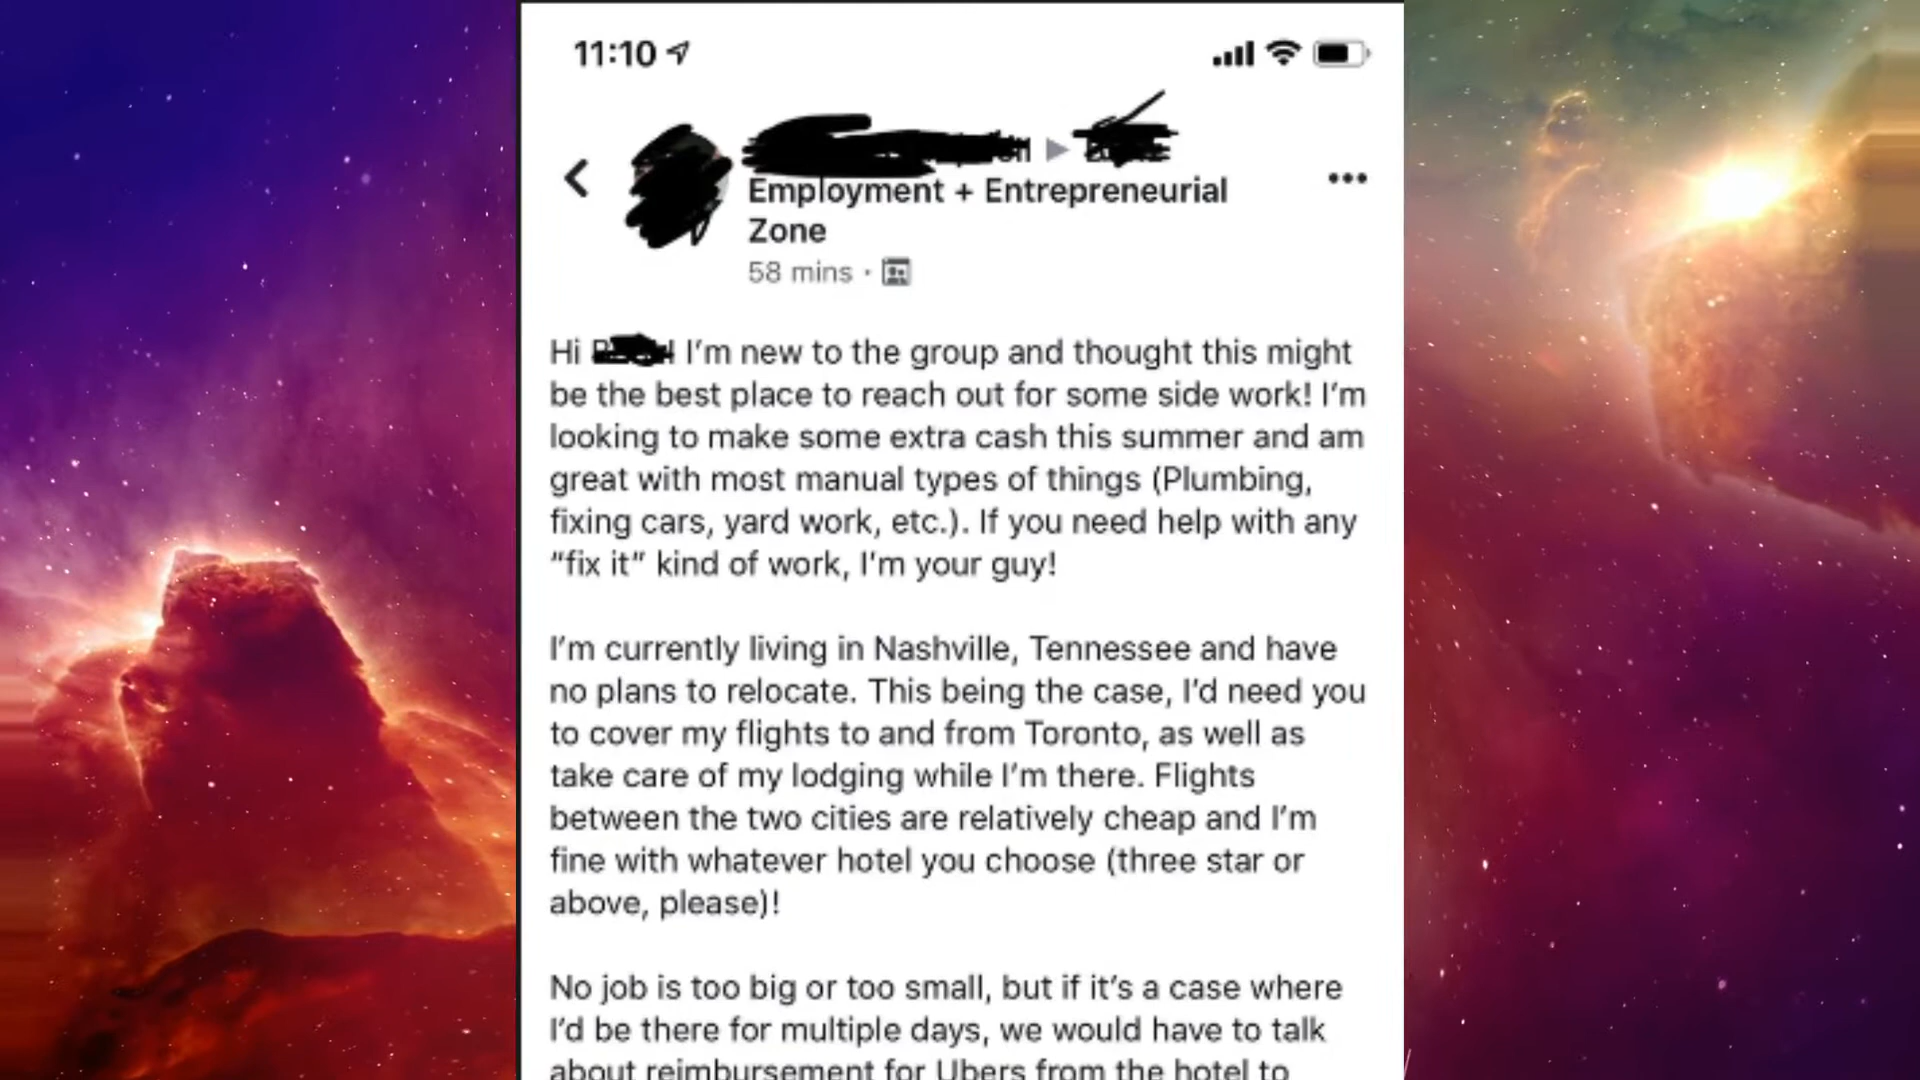 11:10
Employment + Entrepreneurial
Zone
58 mins ·
Hi I'm new to the group and thought this might
be the best place to reach out for some side work! I'm
looking to make some extra cash this summer and am
great with most manual types of things (Plumbing,
fixing cars, yard work, etc.). If you need help with any
“fix it” kind of work, I'm your guy!
I'm currently living in Nashville, Tennessee and have
no plans to relocate. This being the case, I'd need you
to cover my flights to and from Toronto, as well as
take care of my lodging while I'm there. Flights
between the two cities are relatively cheap and I'm
fine with whatever hotel you choose (three star or
above, please)!
No job is too big or too small, but if it's a case where
I'd be there for multiple days, we would have to talk
about reimbursement for Ubers from the hotel to